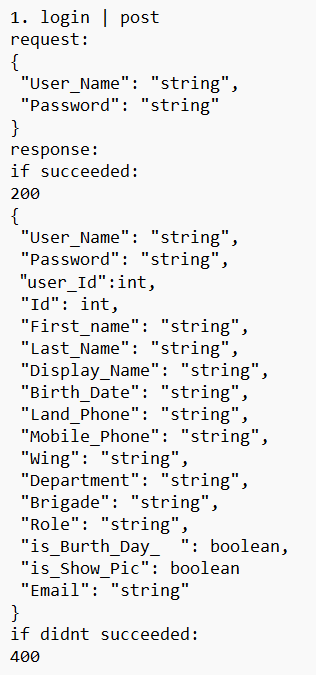 1. login | post
request:
{
 "User_Name": "string",
 "Password": "string"
}
response:
if succeeded:
200
{
 "User_Name": "string",
 "Password": "string",
 "user_Id":int,
 "Id": int,
 "First_name": "string",
 "Last_Name": "string",
 "Display_Name": "string",
 "Birth_Date": "string",
 "Land_Phone": "string",
 "Mobile_Phone": "string",
 "Wing": "string",
 "Department": "string",
 "Brigade": "string",
 "Role": "string",
 "is_Burth_Day_  ": boolean,
 "is_Show_Pic": boolean
 "Email": "string"
}
if didnt succeeded:
400